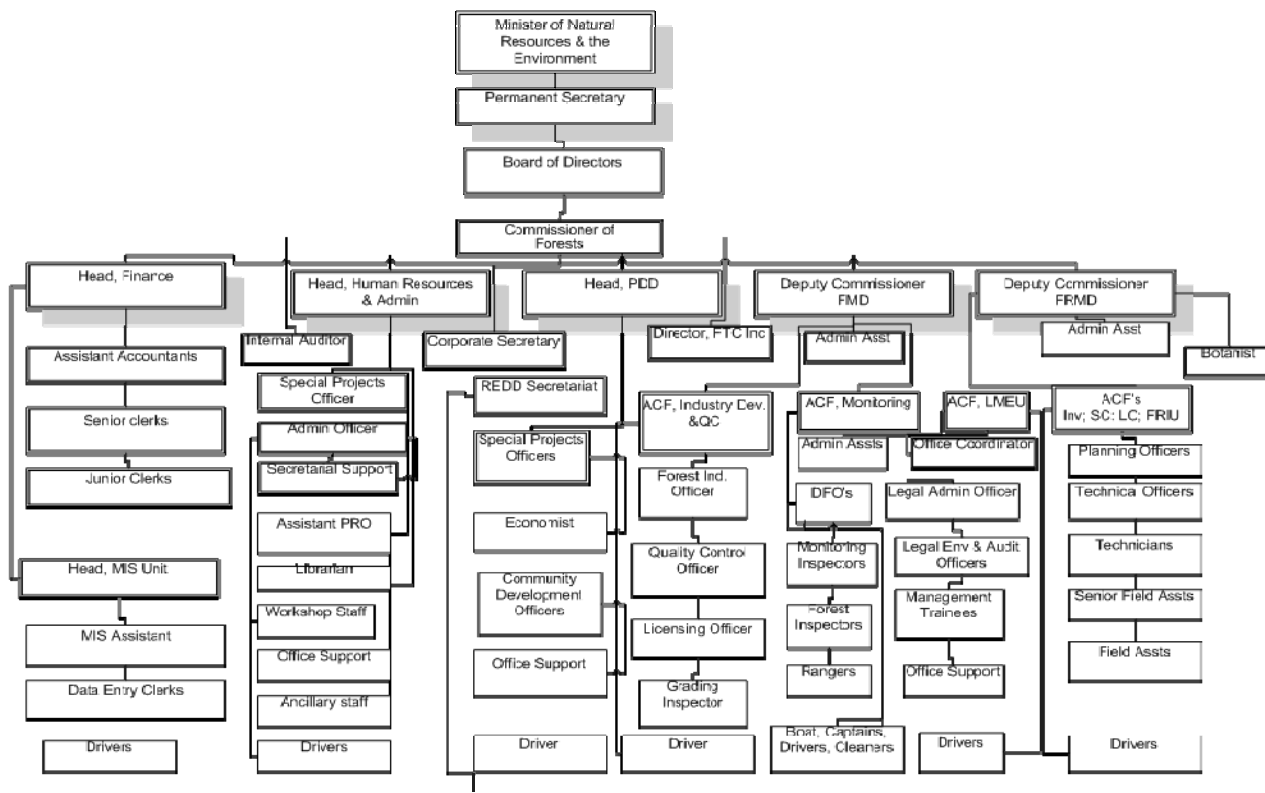 Minister of Natural
Resources & the
Environment
Permanent Secretary
Board of Directors
Commissioner of
Forests
Head, Finance
Head, Human Resources
& Admin
Head, PDD
Deputy Commissioner
FMD
Deputy Commissioner
FRMD
Internal Auditor
Corporate Secretary
Director, FTC Inc
Admin Asst
Admin Asst
Botanist
Assistant Accountants
Senior clerks
Junior Clerks
Head, MIS Unit
MIS Assistant
Data Entry Clerks
Drivers
Special Projects
Officer
Admin Officer
Secretarial Support
Assistant PRO
Librarian
Workshop Staff
Office Support
Ancillary staff
Drivers
REDD Secretariat
Special Projects
Officers
Economist
Community
Development
Officers
Office Support
Driver
ACF, Industry Dev.
&QC
Forest Ind.
Officer
Quality Control
Officer
Licensing Officer
Grading
Inspector
Driver
ACF, Monitoring
Admin Assts
DFO's
Monitoring
Inspectors
Forest
Inspectors
Rangers
Boat, Captains,
Drivers, Cleaners
ACF, LMEU
Office Coordinator
Legal Admin Officer
Legal Env & Audit
Officers
Management
Trainees
Office Support
Drivers
ACF's
Inv; SC: LC; FRIU
Planning Officers
Technical Officers
Technicians
Senior Field Assts
Field Assts
Drivers